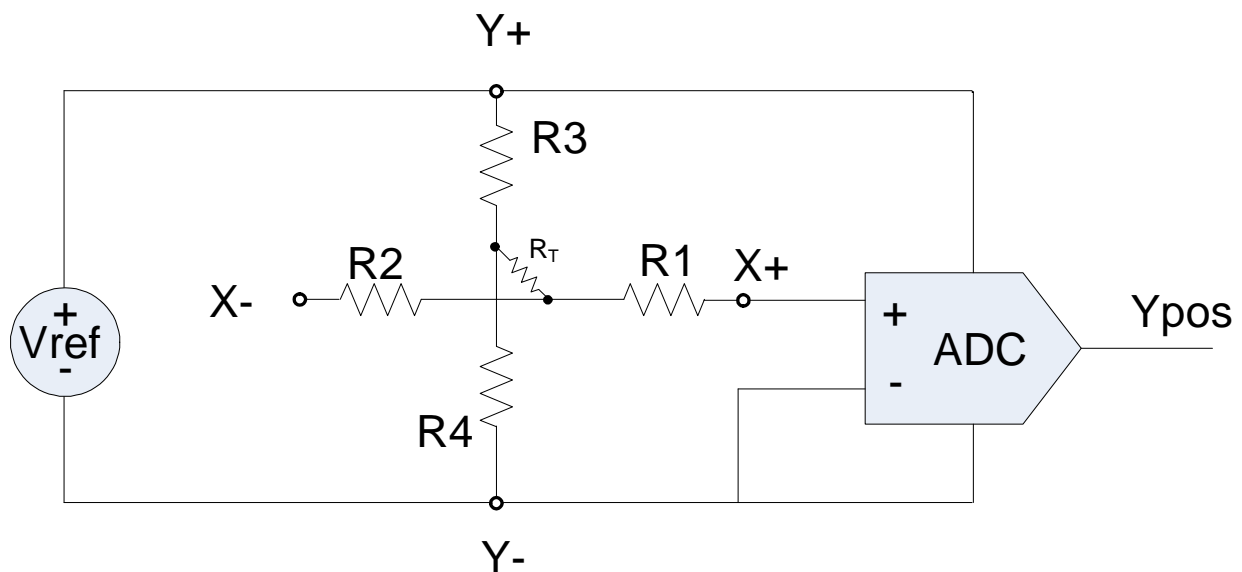 Y+
R3
R2
RT
R1
X+
X-
+
Vref
-
+
-
ADC
Ypos
R4
Y-